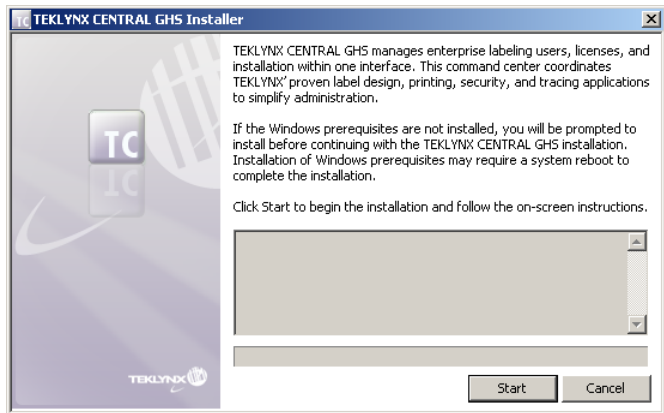 TC TEKLYNX CENTRAL GHS Installer
TEKLYNX CENTRAL GHS manages enterprise labeling users, licenses, and
installation within one interface. This command center coordinates
TEKLYNX' proven label design, printing, security, and tracing applications
to simplify administration.
If the Windows prerequisites are not installed, you will be prompted to
install before continuing with the TEKLYNX CENTRAL GHS installation.
Installation of Windows prerequisites may require a system reboot to
complete the installation.
Click Start to begin the installation and follow the on-screen instructions.
TC
TEKLYNX
Start
Cancel